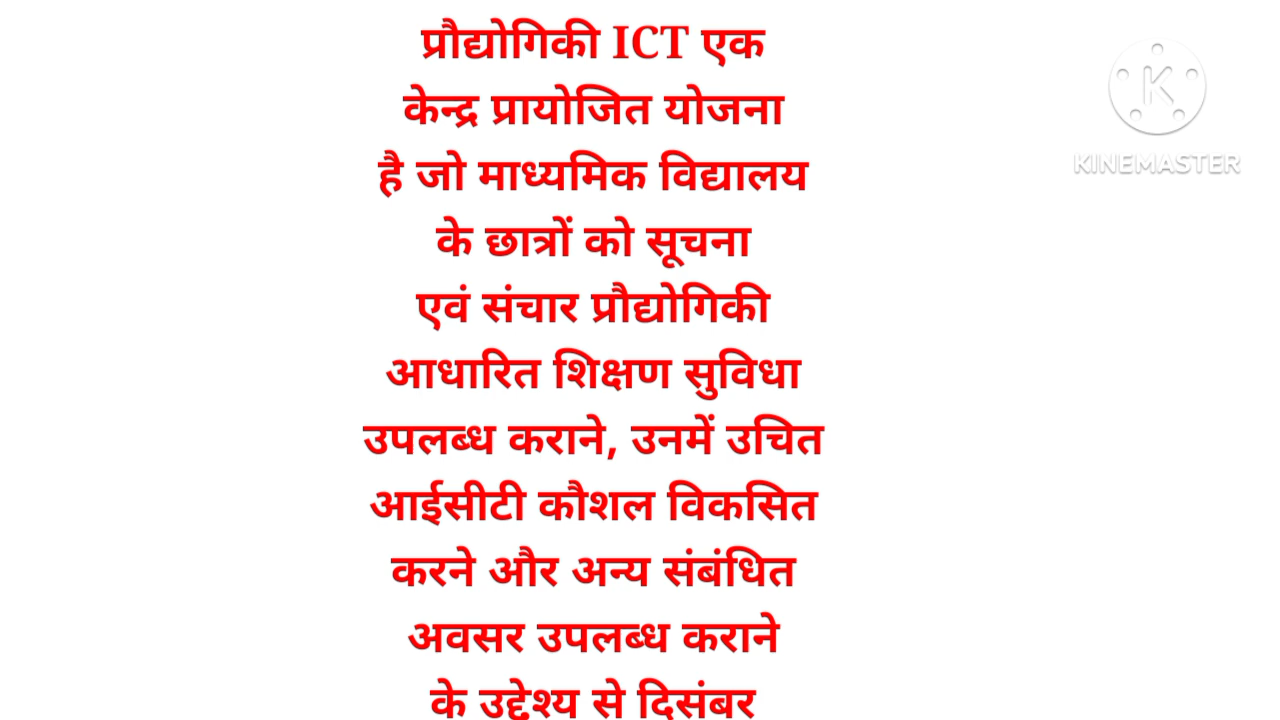 प्रौद्योगिकी ICT एक
केन्द्र प्रायोजित योजना
है जो माध्यमिक विद्यालय
के छात्रों को सूचना
एवं संचार प्रौद्योगिकी
आधारित शिक्षण सुविधा
उपलब्ध कराने, उनमें उचित
आईसीटी कौशल विकसित
करने और अन्य संबंधित
अवसर उपलब्ध कराने
के उद्देश्य से दिसंबर
K
KINEMASTER